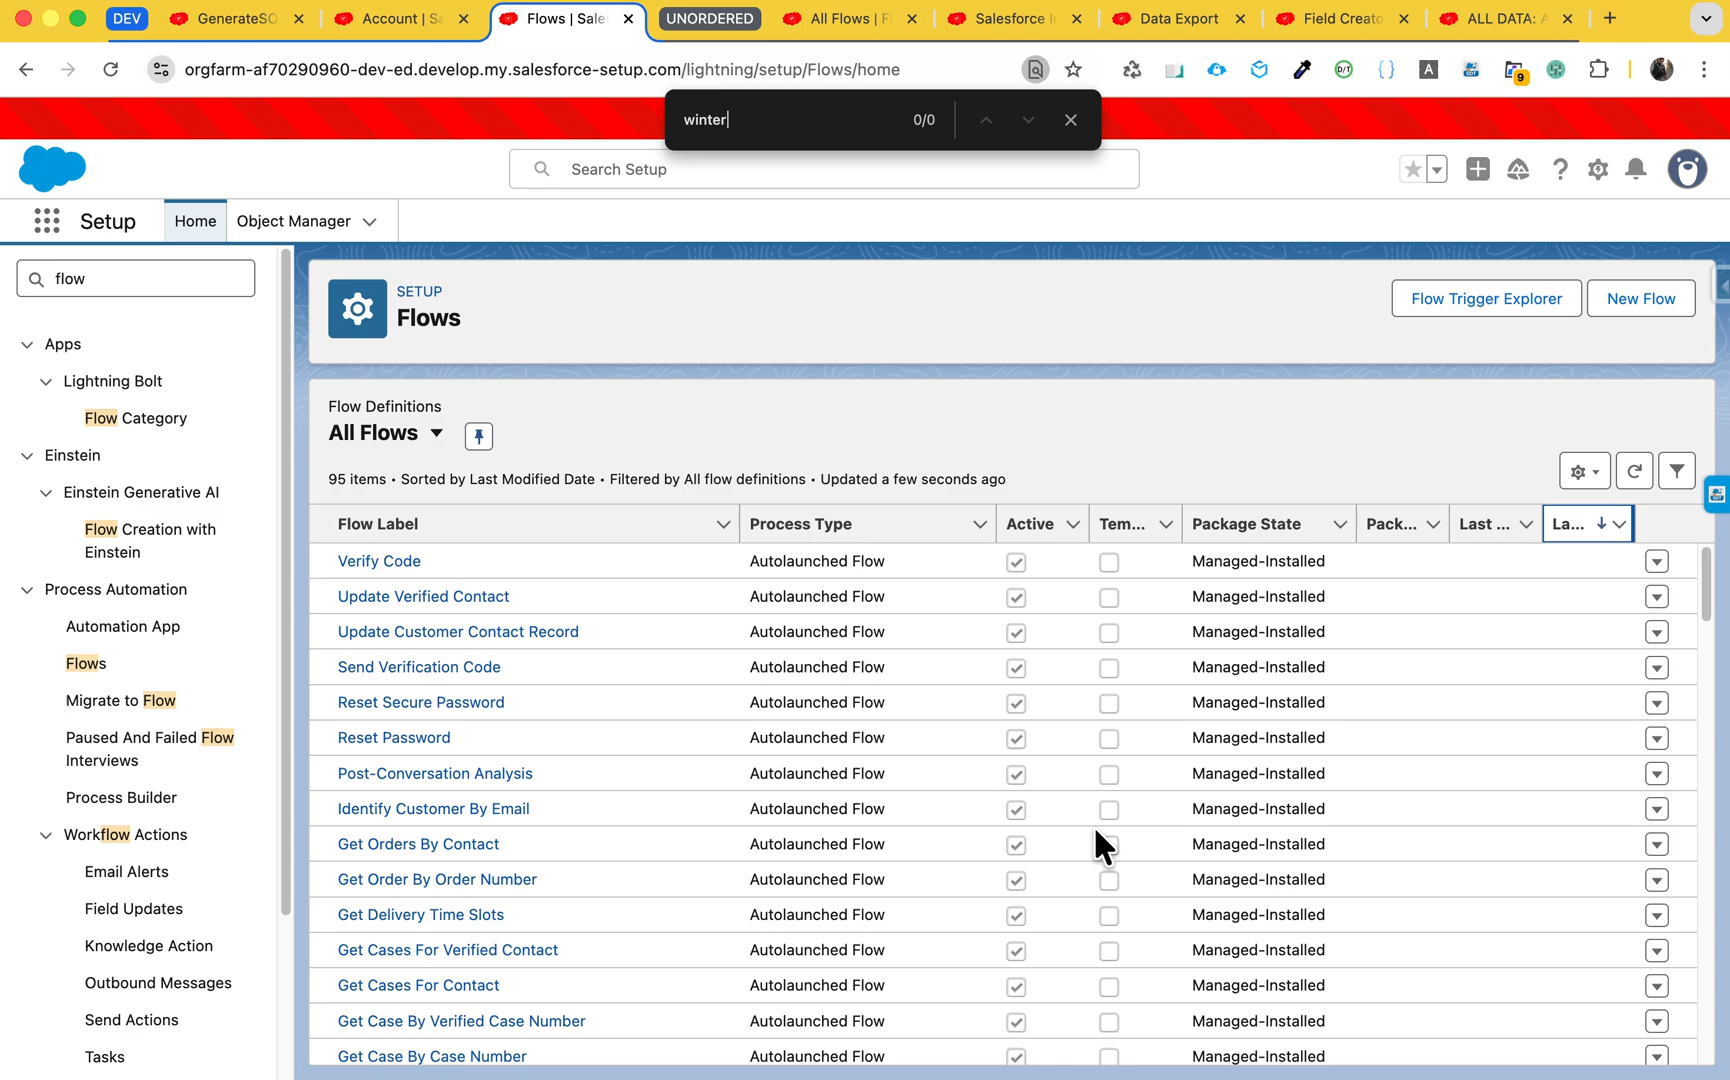 DEV
GenerateSO
Account | Sa
Flows | Sale
UNORDERED
All Flows | F
Salesforce I
Data Export
Field Creato
ALL DATA: A
orgfarm-af70290960-dev-ed.develop.my.salesforce-setup.com/lightning/setup/Flows/home
D/T
A
9
winter
0/0
Search Setup
Setup
Home
Object Manager
flow
SETUP
Flows
Flow Trigger Explorer
New Flow
Apps
Lightning Bolt
Flow Category
Einstein
Einstein Generative AI
Flow Creation with
Einstein
Process Automation
Automation App
Flows
Migrate to Flow
Paused And Failed Flow
Interviews
Process Builder
Workflow Actions
Email Alerts
Field Updates
Knowledge Action
Outbound Messages
Send Actions
Tasks
Flow Definitions
All Flows
95 items • Sorted by Last Modified Date • Filtered by All flow definitions • Updated a few seconds ago
Flow Label Process Type Active Tem... Package State Pack... Last ... La...
Verify Code Autolaunched Flow Managed-Installed
Update Verified Contact Autolaunched Flow Managed-Installed
Update Customer Contact Record Autolaunched Flow Managed-Installed
Send Verification Code Autolaunched Flow Managed-Installed
Reset Secure Password Autolaunched Flow Managed-Installed
Reset Password Autolaunched Flow Managed-Installed
Post-Conversation Analysis Autolaunched Flow Managed-Installed
Identify Customer By Email Autolaunched Flow Managed-Installed
Get Orders By Contact Autolaunched Flow Managed-Installed
Get Order By Order Number Autolaunched Flow Managed-Installed
Get Delivery Time Slots Autolaunched Flow Managed-Installed
Get Cases For Verified Contact Autolaunched Flow Managed-Installed
Get Cases For Contact Autolaunched Flow Managed-Installed
Get Case By Verified Case Number Autolaunched Flow Managed-Installed
Get Case By Case Number Autolaunched Flow Managed-Installed